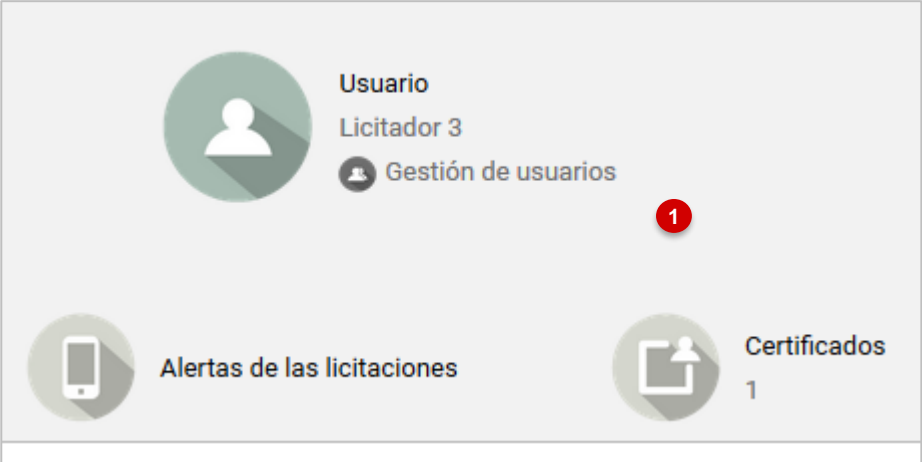 Usuario
Licitador 3
Gestión de usuarios
1
Alertas de las licitaciones
Certificados
1